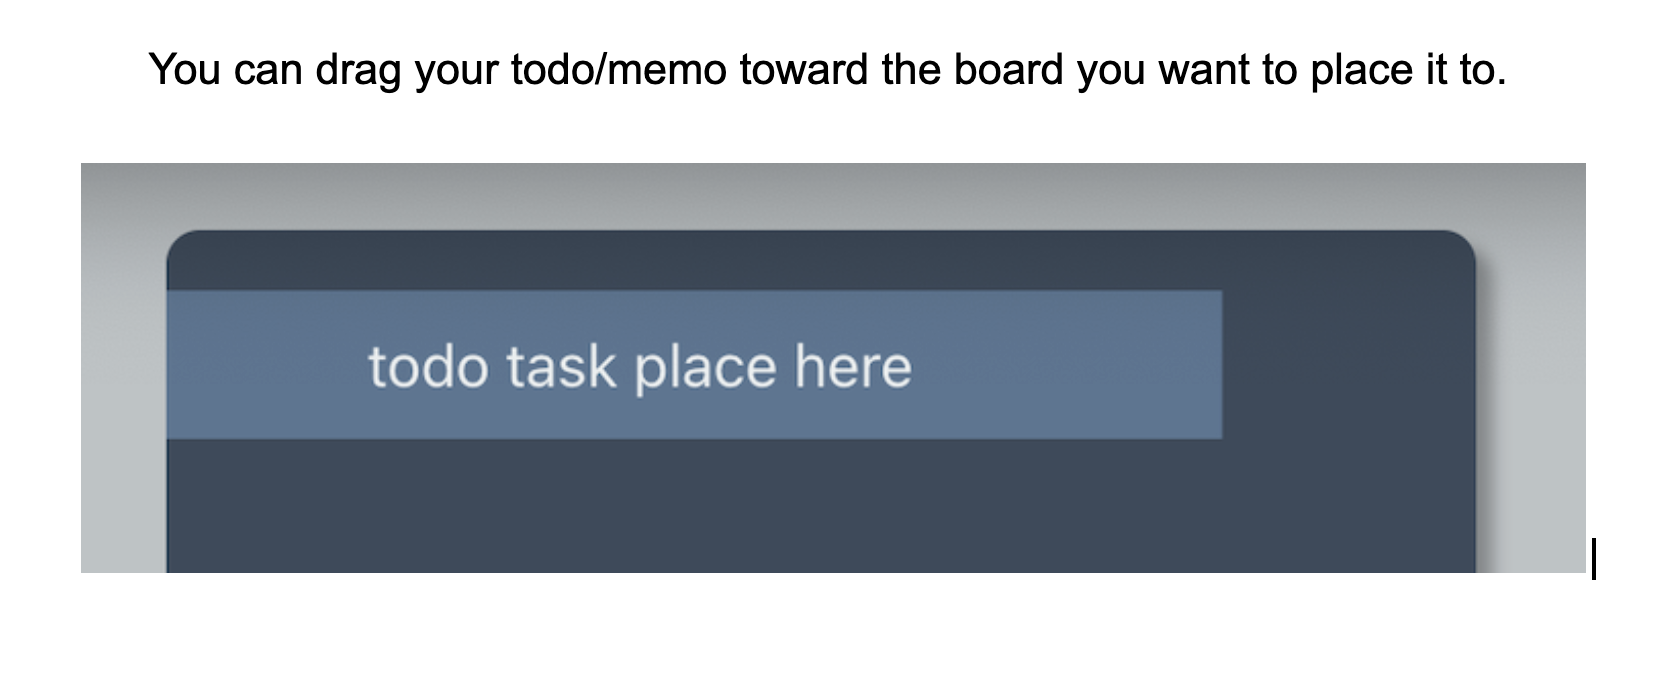 You can drag your todo/memo toward the board you want to place it to.
todo task place here